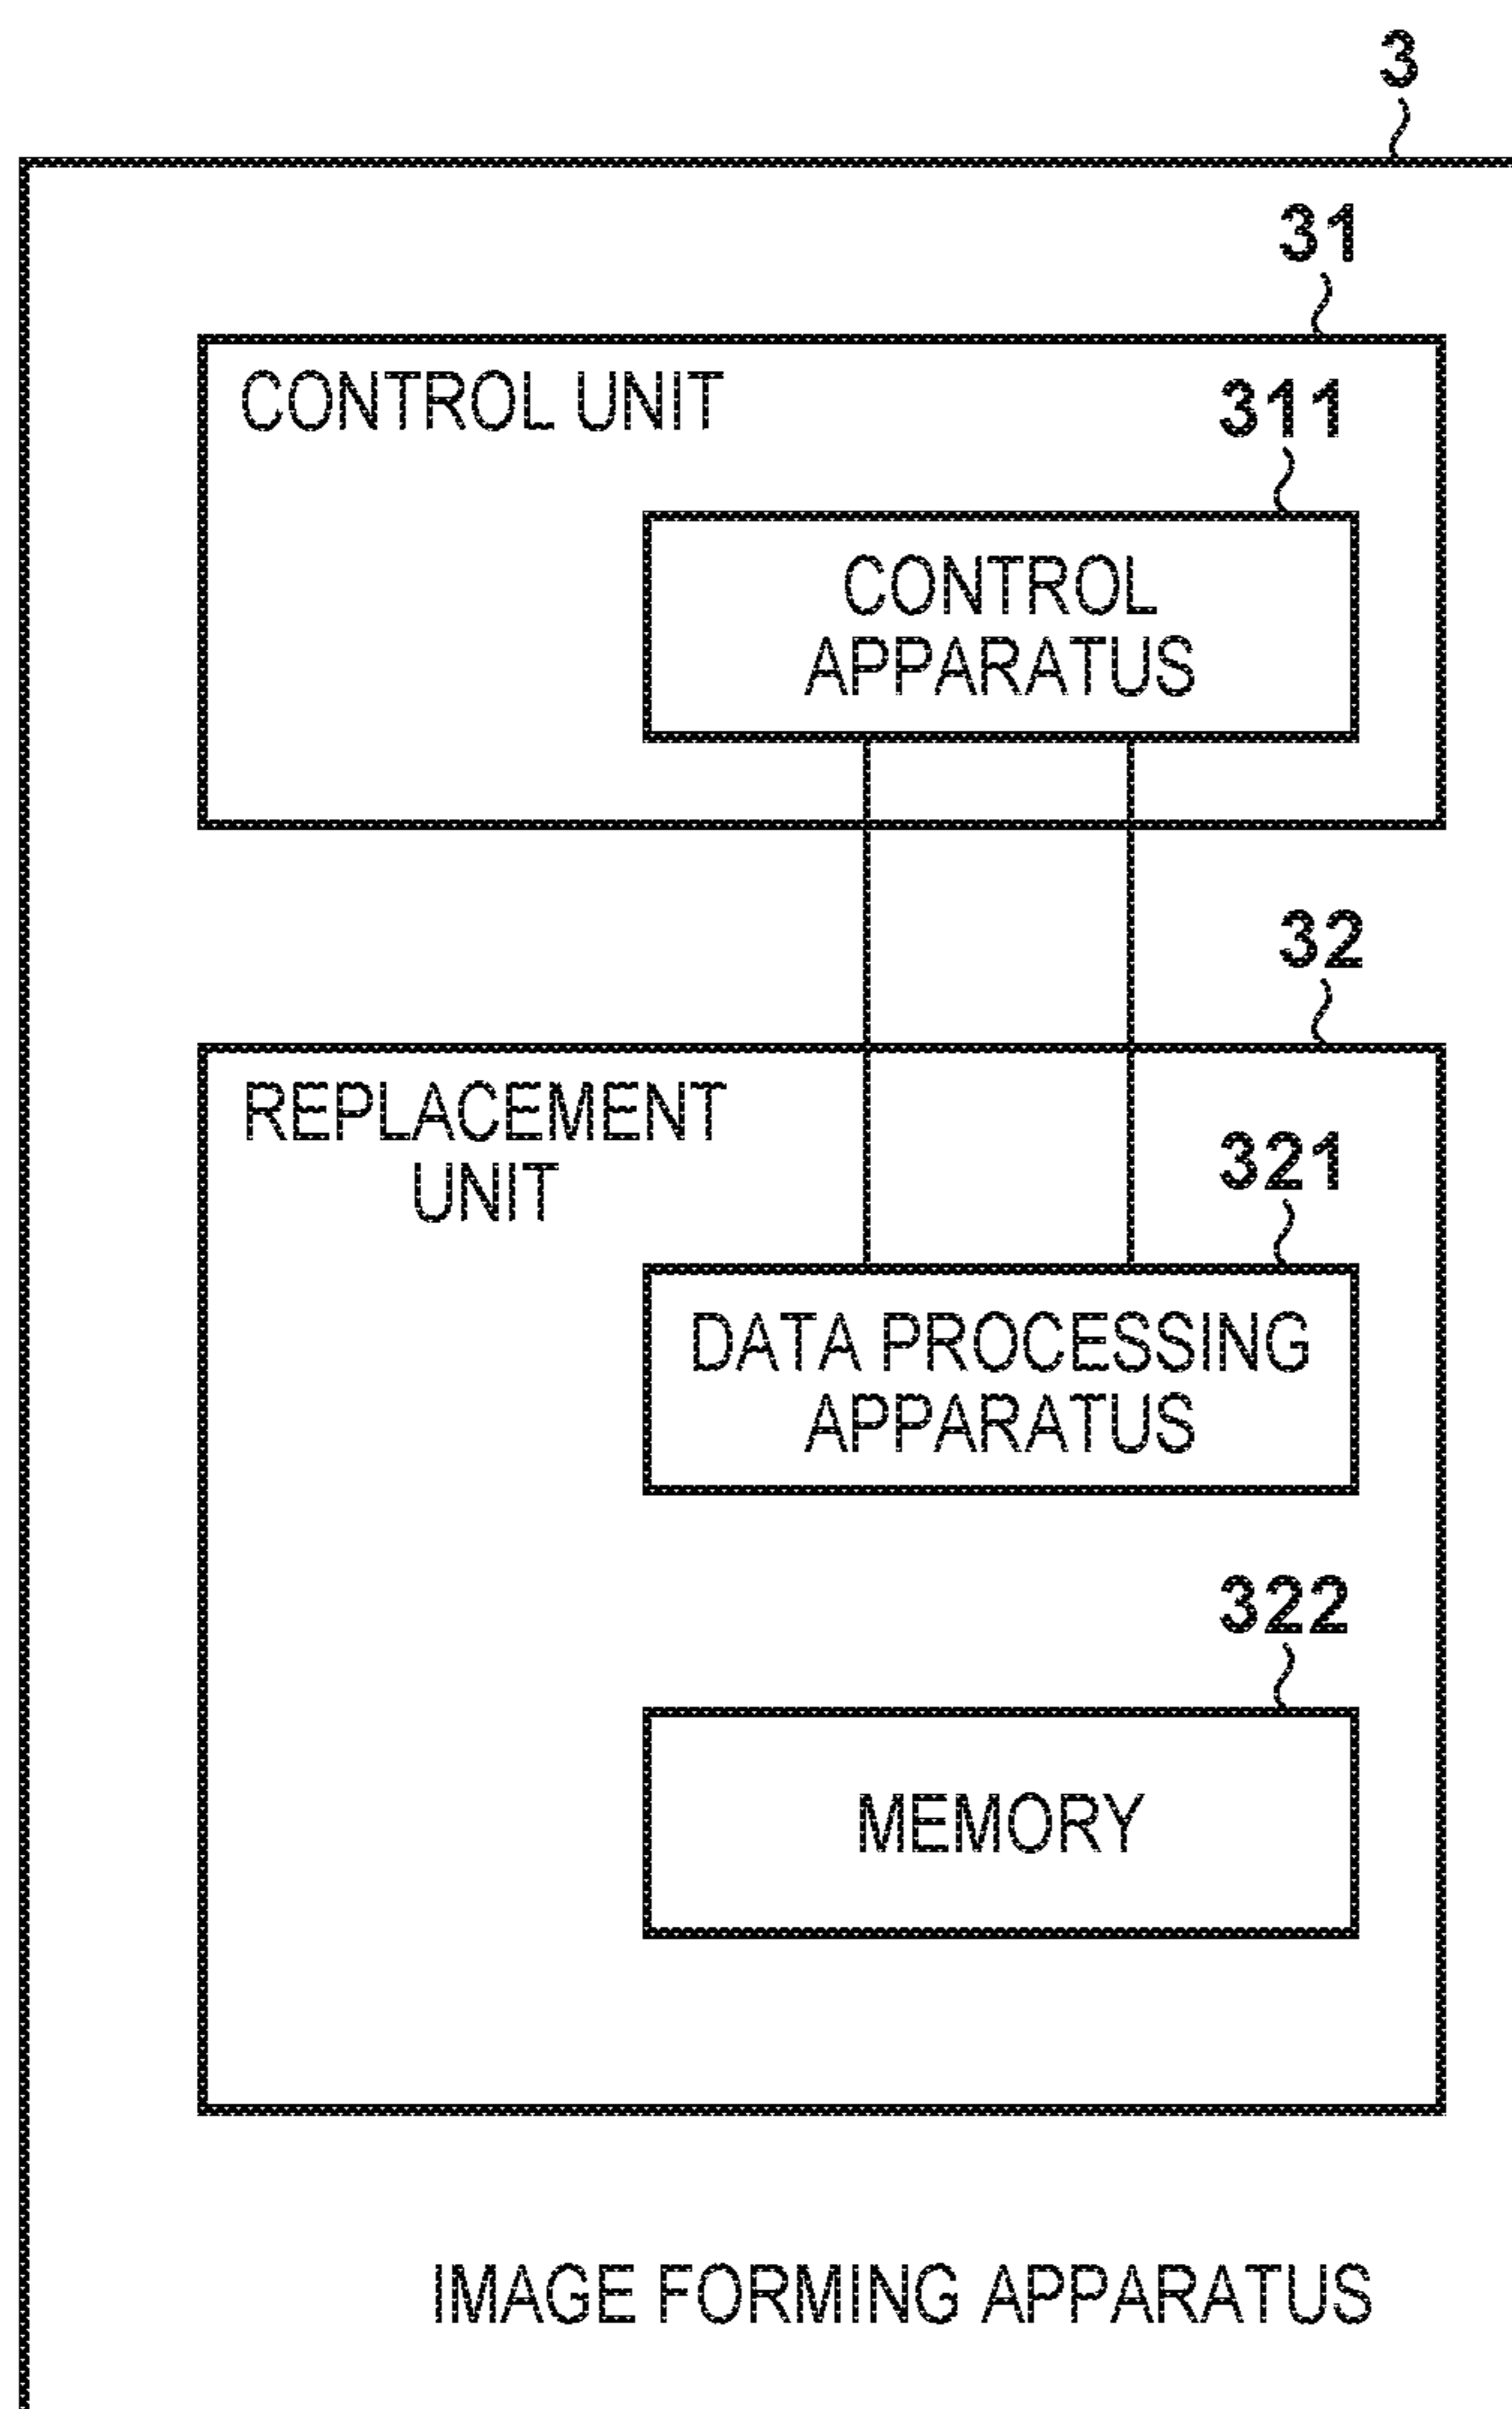 3
31
CONTROL UNIT
311
CONTROL
APPARATUS
32
REPLACEMENT
UNIT
321
DATA PROCESSING
APPARATUS
322
MEMORY
IMAGE FORMING APPARATUS